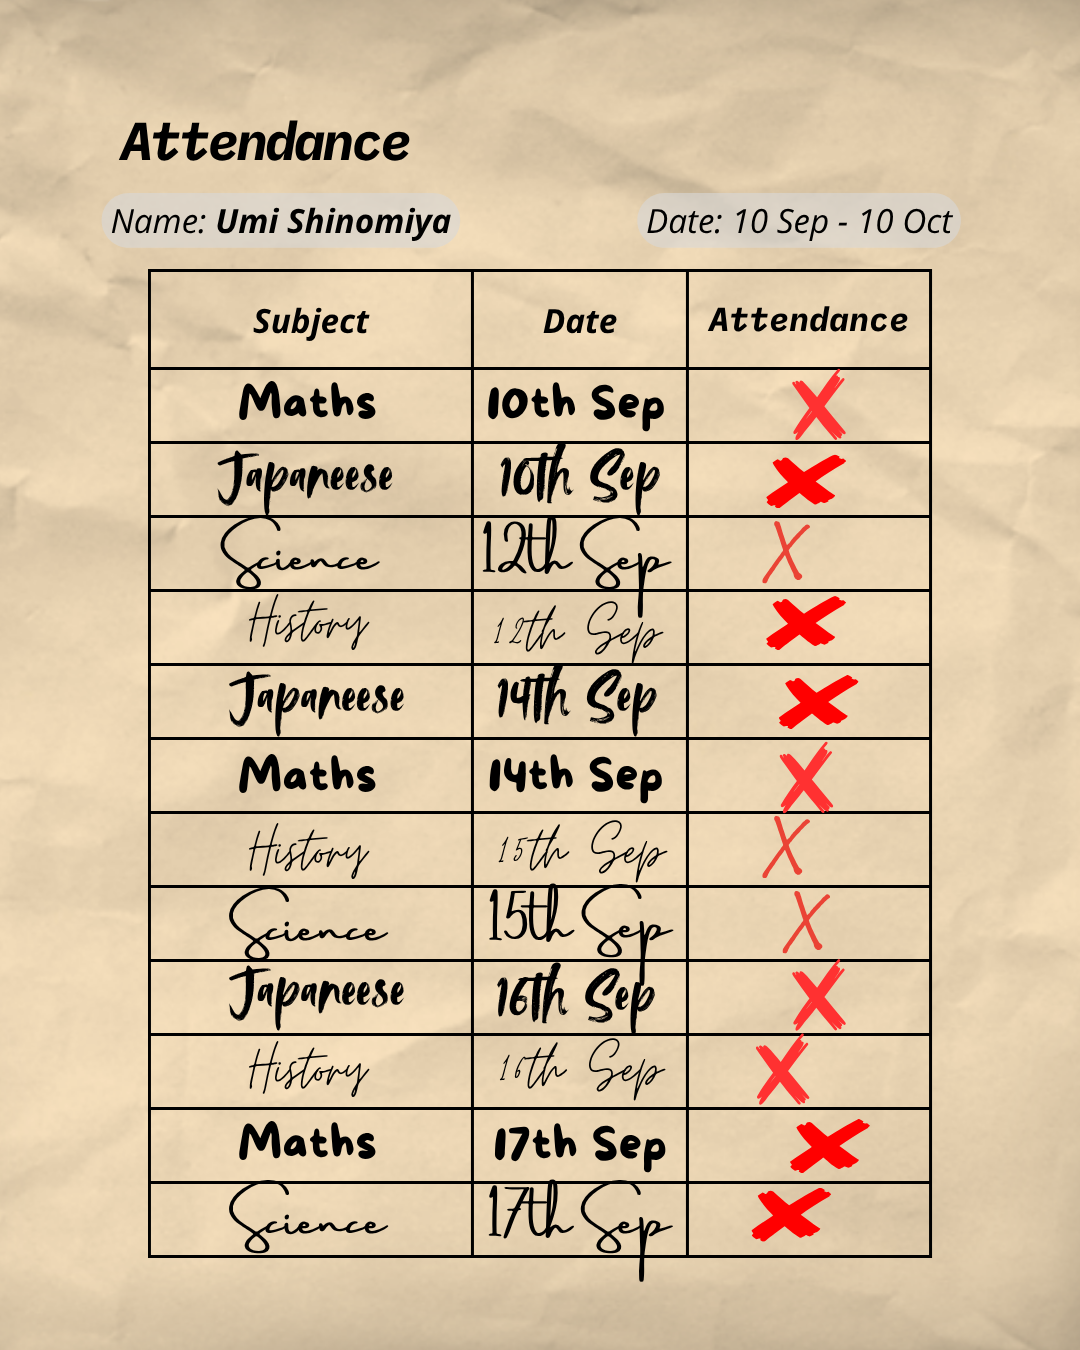 Attendance
Name: Umi Shinomiya Date: 10 Sep - 10 Oct
Subject Date Attendance
Maths 10th Sep
Japaneese 10th Sep
Science 12th Sep
History 12th Sep
Japaneese 14th Sep
Maths 14th Sep
History 15th Sep
Science 15th Sep
Japaneese 16th Sep
History 16th Sep
Maths 17th Sep
Science 17th Sep